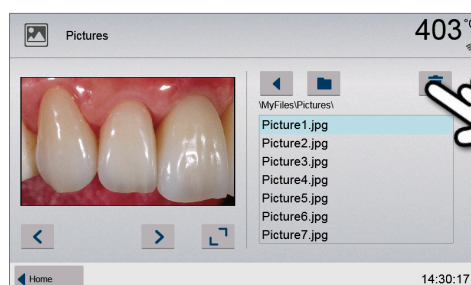 Pictures
403°C
\MyFiles\Pictures\
Picture1.jpg
Picture2.jpg
Picture3.jpg
Picture4.jpg
Picture5.jpg
Picture6.jpg
Picture7.jpg
Home
14:30:17